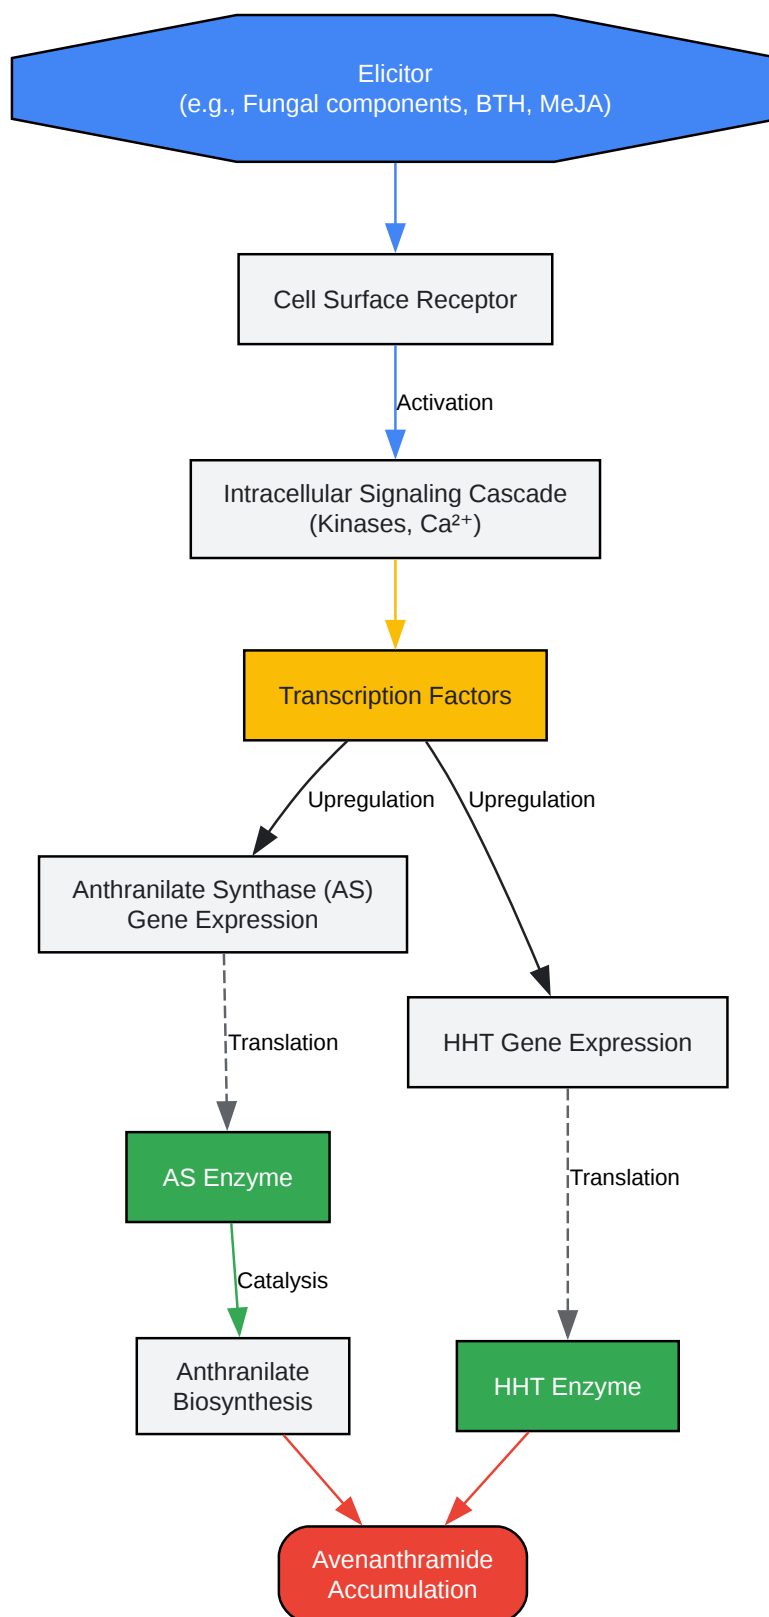 Elicitor
(e.g., Fungal components, BTH, MeJA)
Cell Surface Receptor
Activation
Intracellular Signaling Cascade
(Kinases, Ca²⁺)
Transcription Factors
Upregulation
Upregulation
Anthranilate Synthase (AS)
Gene Expression
HHT Gene Expression
Translation
Translation
AS Enzyme
Catalysis
Anthranilate
Biosynthesis
HHT Enzyme
Avenanthramide
Accumulation